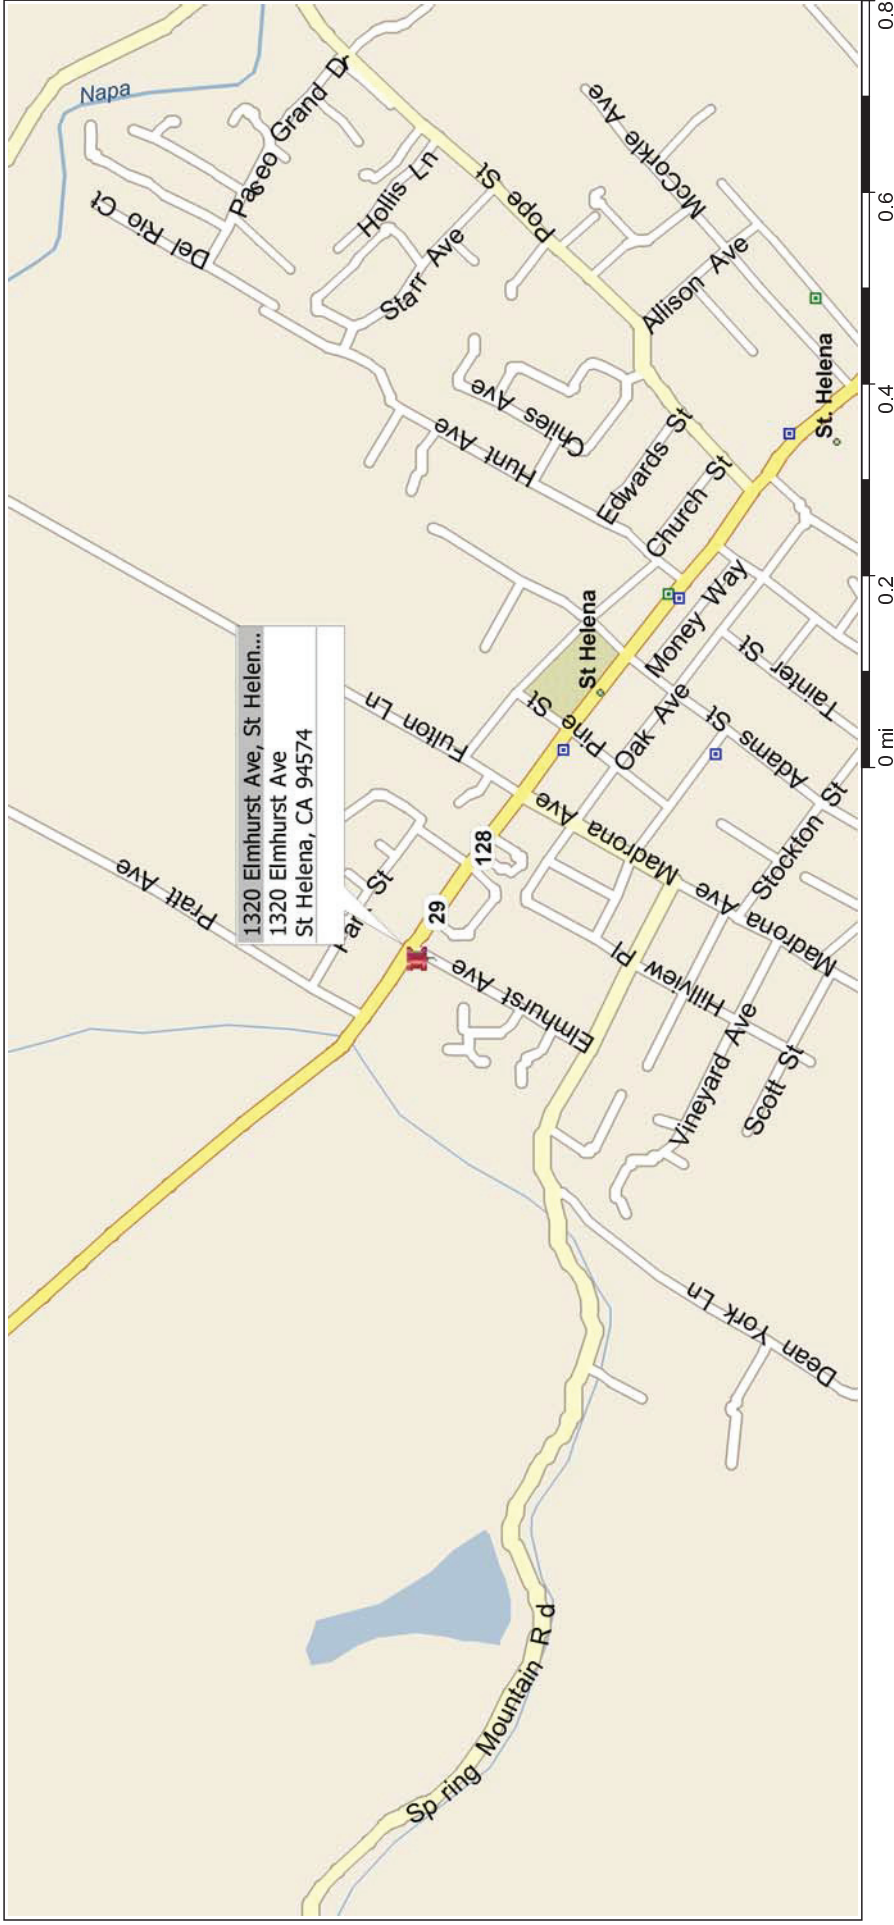 1320 Elmhurst Ave, St Helen...
1320 Elmhurst Ave
St Helena, CA 94574
Spring Mountain Rd
Dean York Ln
Pratt Ave
Park St
29
128
Elmhurst Ave
Hillview Pl
Vineyard Ave
Scott St
Madrona Ave
Madrona Ave
Madrona Ave
Stockton St
Adams St
Tainter St
Oak Ave
Money Way
Pine St
Fulton Ln
St Helena
St. Helena
Church St
Edwards St
Hunt Ave
Chiles Ave
Starr Ave
Hollis Ln
Pope St
Allison Ave
McCorkle Ave
Paseo Grand Dr
Del Rio Ct
Napa
0 mi
0.2
0.4
0.6
0.8